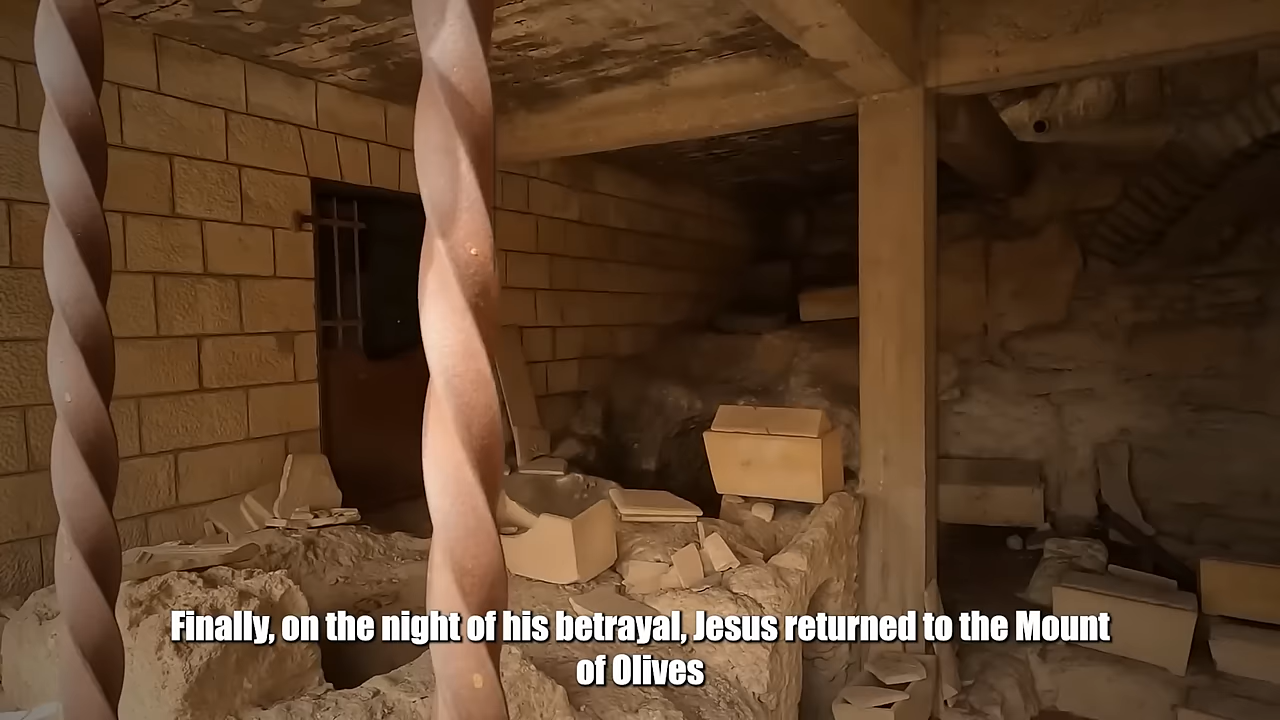 Finally, on the night of his betrayal, Jesus returned to the Mount
of Olives